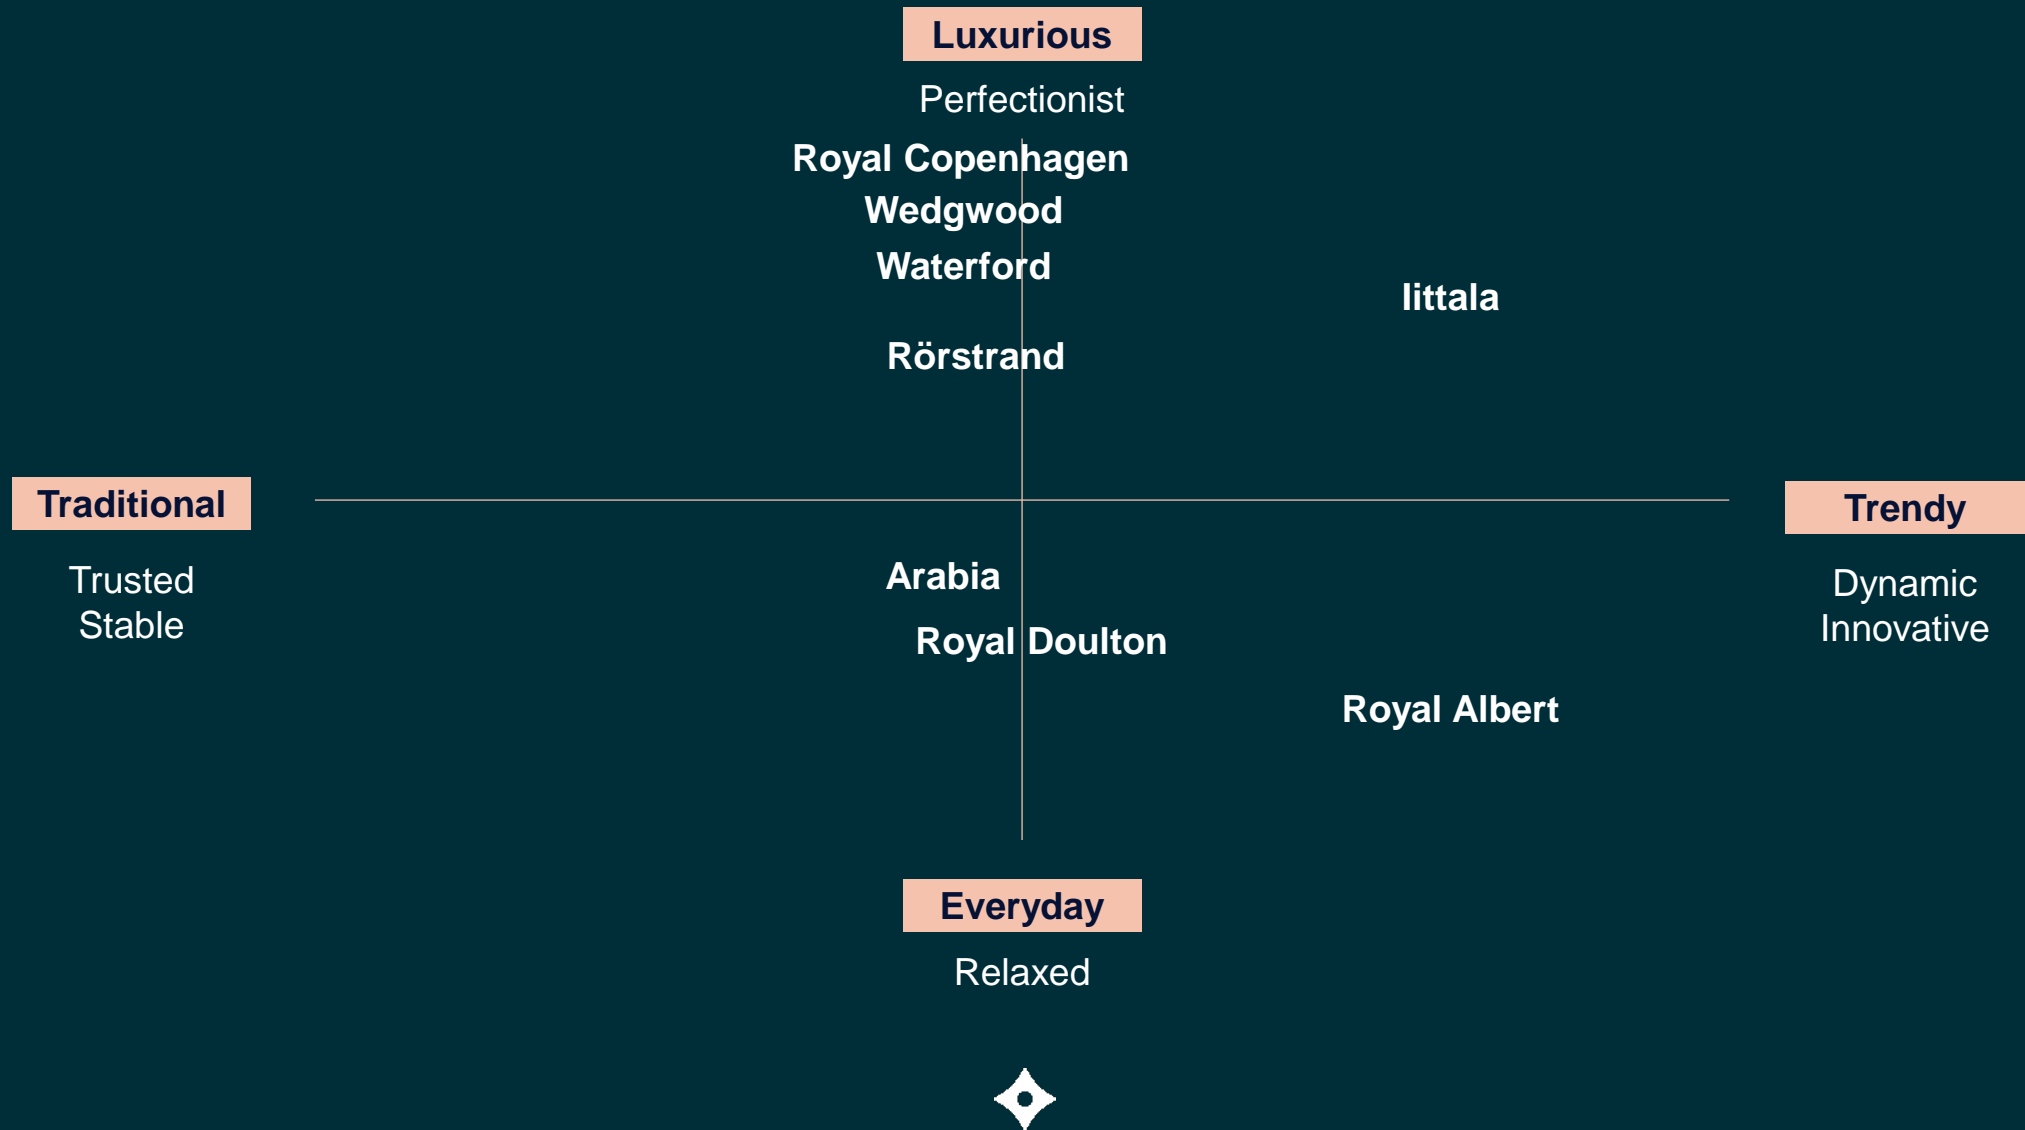 Luxurious
Perfectionist
Royal Copenhagen
Wedgwood
Waterford
Iittala
Rörstrand
Traditional
Trendy
Trusted
Stable
Dynamic
Innovative
Arabia
Royal Doulton
Royal Albert
Everyday
Relaxed